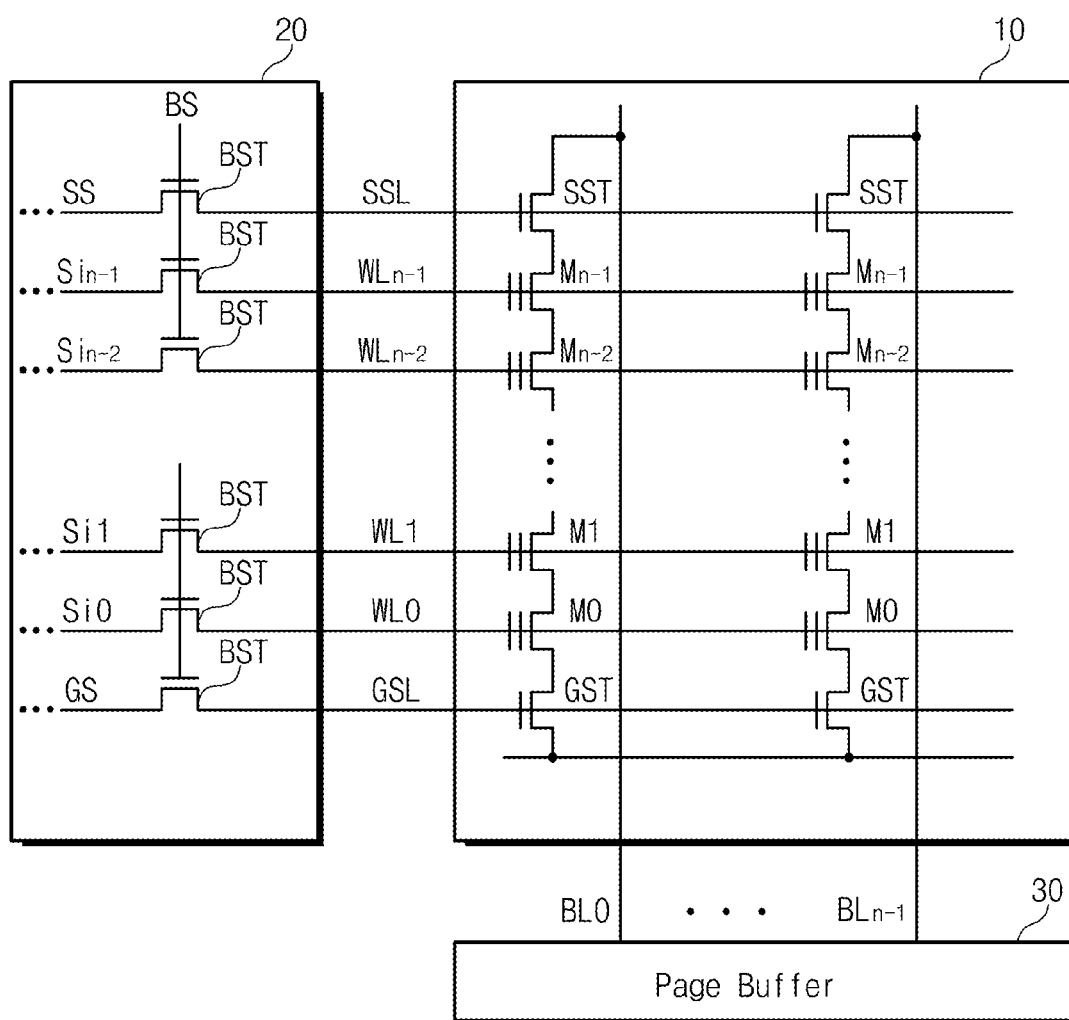 20
10
BS
BST
SS SSL SST SST
BST
Sin-1 WLn-1 Mn-1 Mn-1
BST
Sin-2 WLn-2 Mn-2 Mn-2
BST
Si1 WL1 M1 M1
BST
Si0 WL0 M0 M0
BST
GS GSL GST GST
BL0 • • • BLn-1
30
Page Buffer